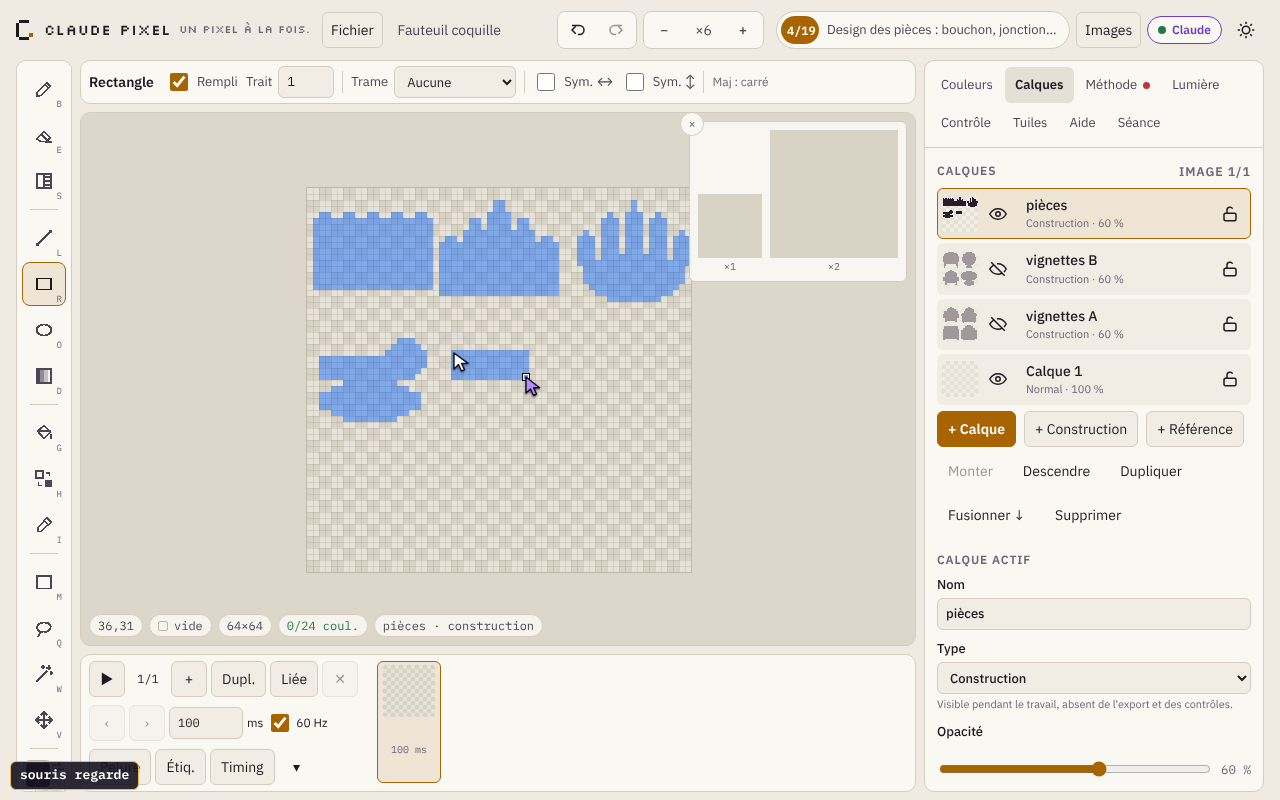 CLAUDE PIXEL UN PIXEL À LA FOIS. Fichier Fauteuil coquille − ×6 + 4/19 Design des pièces : bouchon, jonction… Images Claude
Rectangle Rempli Trait 1 Trame Aucune Sym. ↔ Sym. ↕ Maj : carré
B
E
S
L
R
O
D
G
H
I
M
Q
W
V
×
×1 ×2
36,31 vide 64×64 0/24 coul. pièces · construction
1/1 + Dupl. Liée ×
‹ › 100 ms 60 Hz
Étiq. Timing ▼
100 ms
souris regarde
Couleurs Calques Méthode Lumière
Contrôle Tuiles Aide Séance
CALQUES IMAGE 1/1
pièces
Construction · 60 %
vignettes B
Construction · 60 %
vignettes A
Construction · 60 %
Calque 1
Normal · 100 %
+ Calque + Construction + Référence
Monter Descendre Dupliquer
Fusionner ↓ Supprimer
CALQUE ACTIF
Nom
pièces
Type
Construction
Visible pendant le travail, absent de l'export et des contrôles.
Opacité
60 %